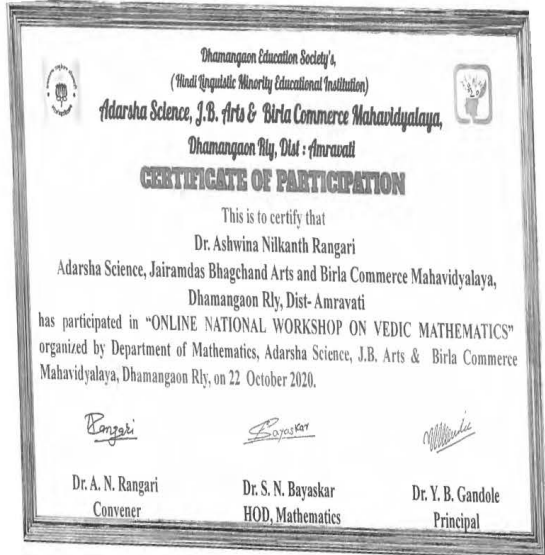 Dhamangaon Education Society's,
( Hindi Linguistic Minority Educational Institution)
Adarsha Science, J.B. Arts & Birla Commerce Mahavidyalaya,
Dhamangaon Rly, Dist : Amravati
CERTIFICATE OF PARTICIPATION
This is to certify that
Dr. Ashwina Nilkanth Rangari
Adarsha Science, Jairamdas Bhagchand Arts and Birla Commerce Mahavidyalaya,
Dhamangaon Rly, Dist- Amravati
has participated in “ONLINE NATIONAL WORKSHOP ON VEDIC MATHEMATICS”
organized by Department of Mathematics, Adarsha Science, J.B. Arts & Birla Commerce
Mahavidyalaya, Dhamangaon Rly, on 22 October 2020.
Rangari
Bayaskar
Dr. A. N. Rangari
Dr. S. N. Bayaskar
Dr. Y. B. Gandole
Convener
HOD, Mathematics
Principal